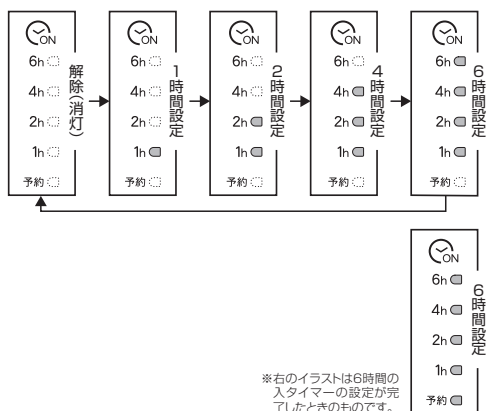 ON
6h
4h
2h
1h
予約
解除(消灯)
ON
6h
4h
2h
1h
予約
1時間設定
ON
6h
4h
2h
1h
予約
2時間設定
ON
6h
4h
2h
1h
予約
4時間設定
ON
6h
4h
2h
1h
予約
6時間設定
ON
6h
4h
2h
1h
予約
6時間設定
※右のイラストは6時間の
入タイマーの設定が完
了したときのものです。